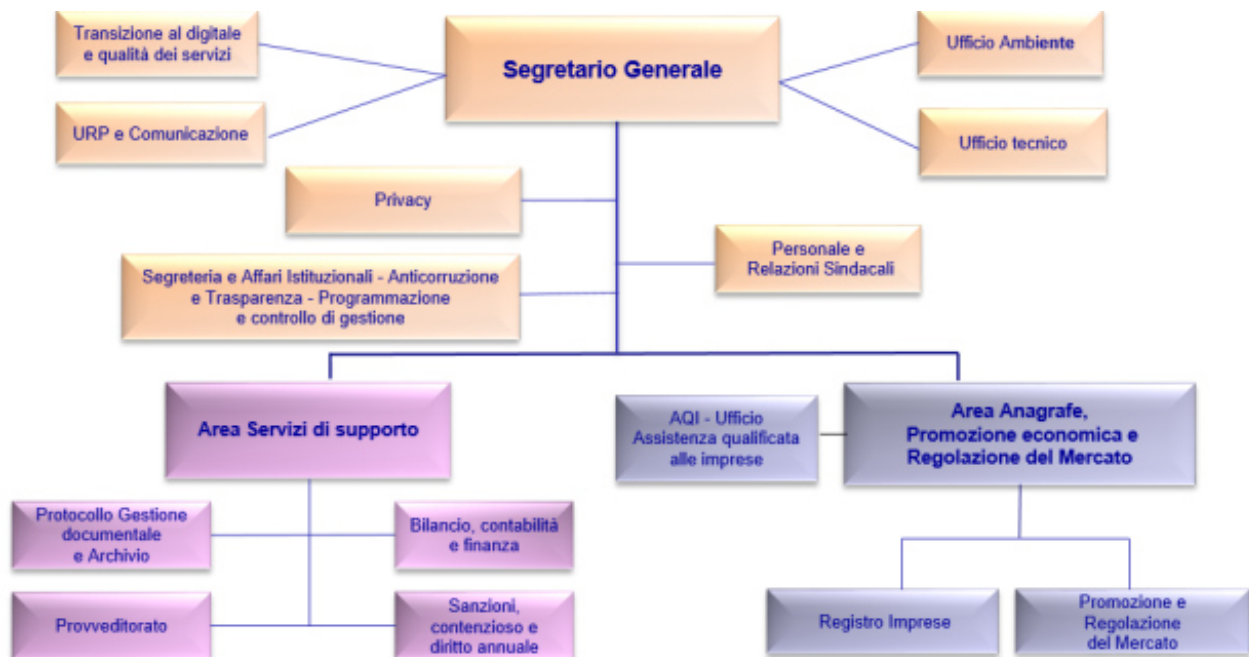 Transizione al digitale
e qualità dei servizi
Segretario Generale
Ufficio Ambiente
URP e Comunicazione
Ufficio tecnico
Privacy
Personale e
Relazioni Sindacali
Segreteria e Affari Istituzionali - Anticorruzione
e Trasparenza - Programmazione
e controllo di gestione
Area Servizi di supporto
AQI - Ufficio
Assistenza qualificata
alle imprese
Area Anagrafe,
Promozione economica e
Regolazione del Mercato
Protocollo Gestione
documentale
e Archivio
Bilancio, contabilità
e finanza
Provveditorato
Sanzioni,
contenzioso e
diritto annuale
Registro Imprese
Promozione e
Regolazione
del Mercato